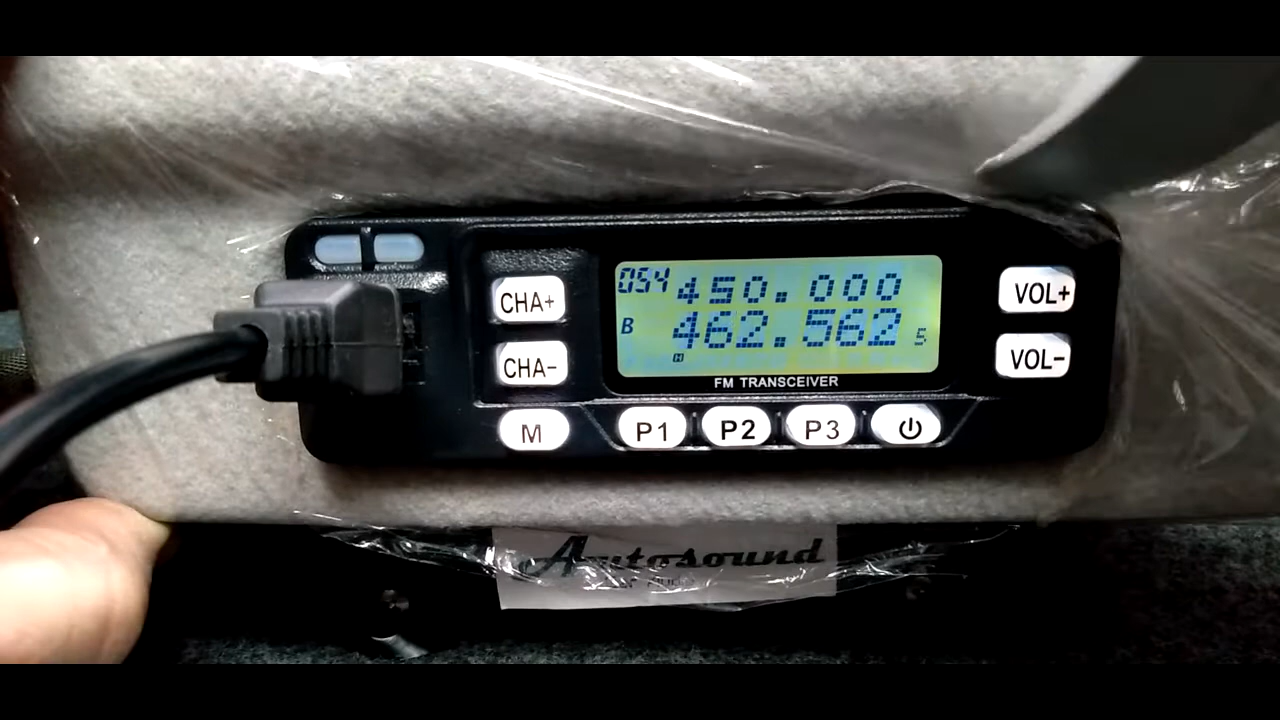 054 450.000
B 462.562 5
H
FM TRANSCEIVER
CHA+
CHA-
M
P1 P2 P3
VOL+
VOL-
Autosound